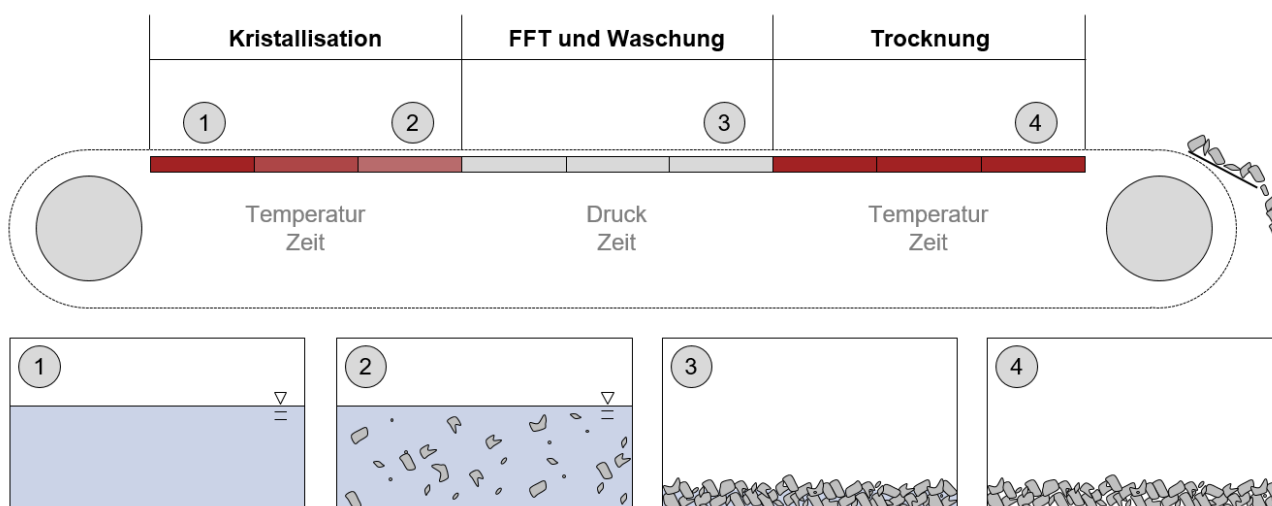 Kristallisation FFT und Waschung Trocknung
1 2 3 4
Temperatur Druck Temperatur
Zeit Zeit Zeit
1 2 3 4